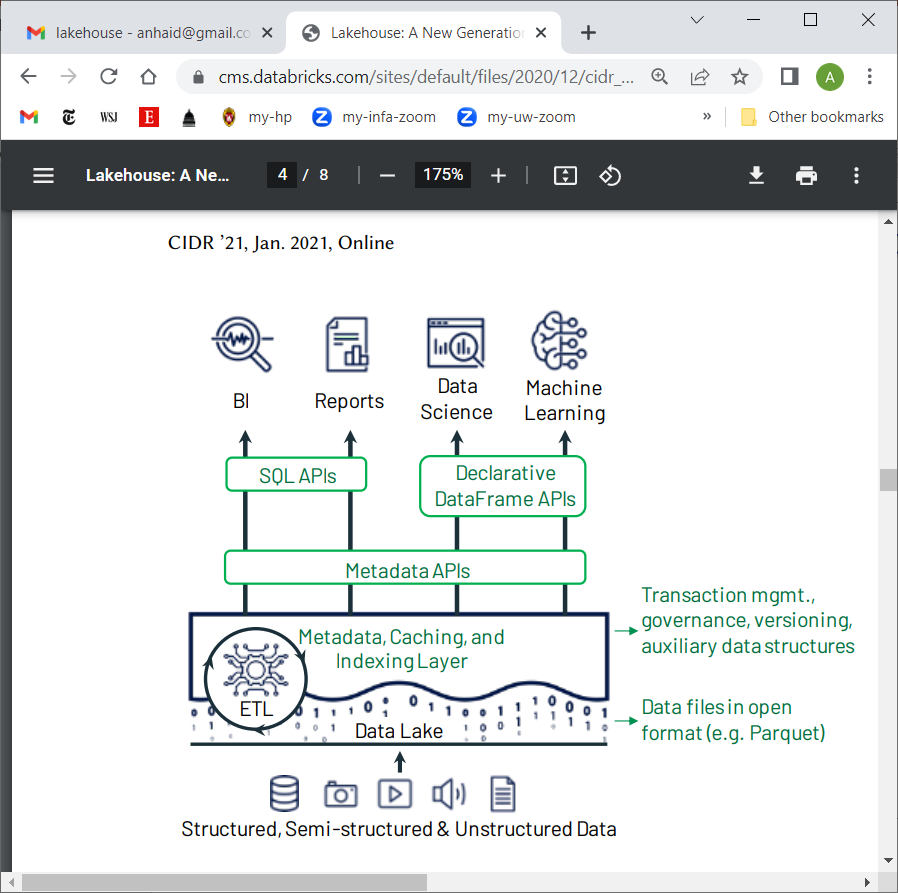 lakehouse - anhaid@gmail.co
Lakehouse: A New Generation
cms.databricks.com/sites/default/files/2020/12/cidr_...
A
WSJ
E
my-hp
Z
my-infa-zoom
Z
my-uw-zoom
»
Other bookmarks
Lakehouse: A Ne...
4 / 8
175%
CIDR ’21, Jan. 2021, Online
BI
Reports
Data
Science
Machine
Learning
SQL APIs
Declarative
DataFrame APIs
Metadata APIs
Metadata, Caching, and
Indexing Layer
Transaction mgmt.,
governance, versioning,
auxiliary data structures
ETL
Data Lake
Data files in open
format (e.g. Parquet)
Structured, Semi-structured & Unstructured Data